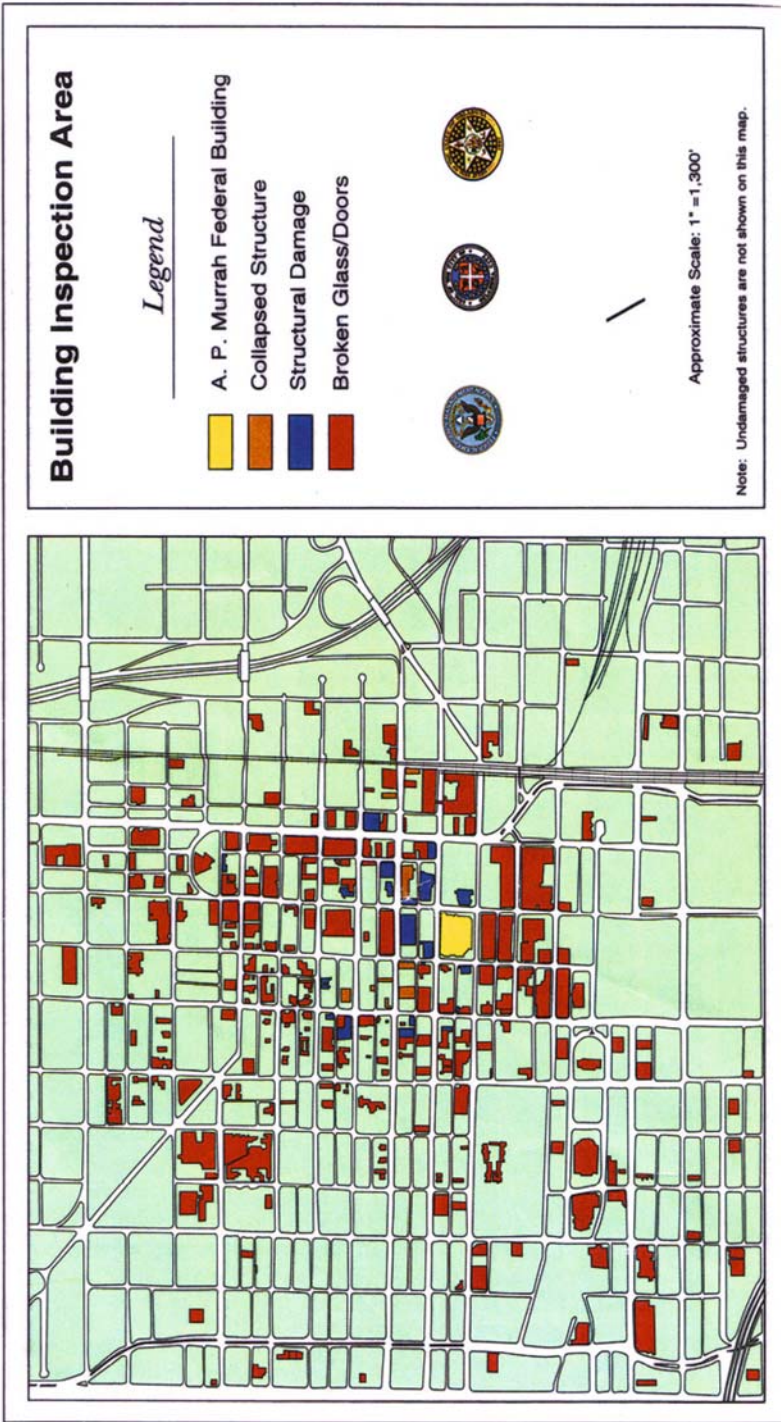 Building Inspection Area
Legend
A. P. Murrah Federal Building
Collapsed Structure
Structural Damage
Broken Glass/Doors
Approximate Scale: 1" =1,300'
Note: Undamaged structures are not shown on this map.